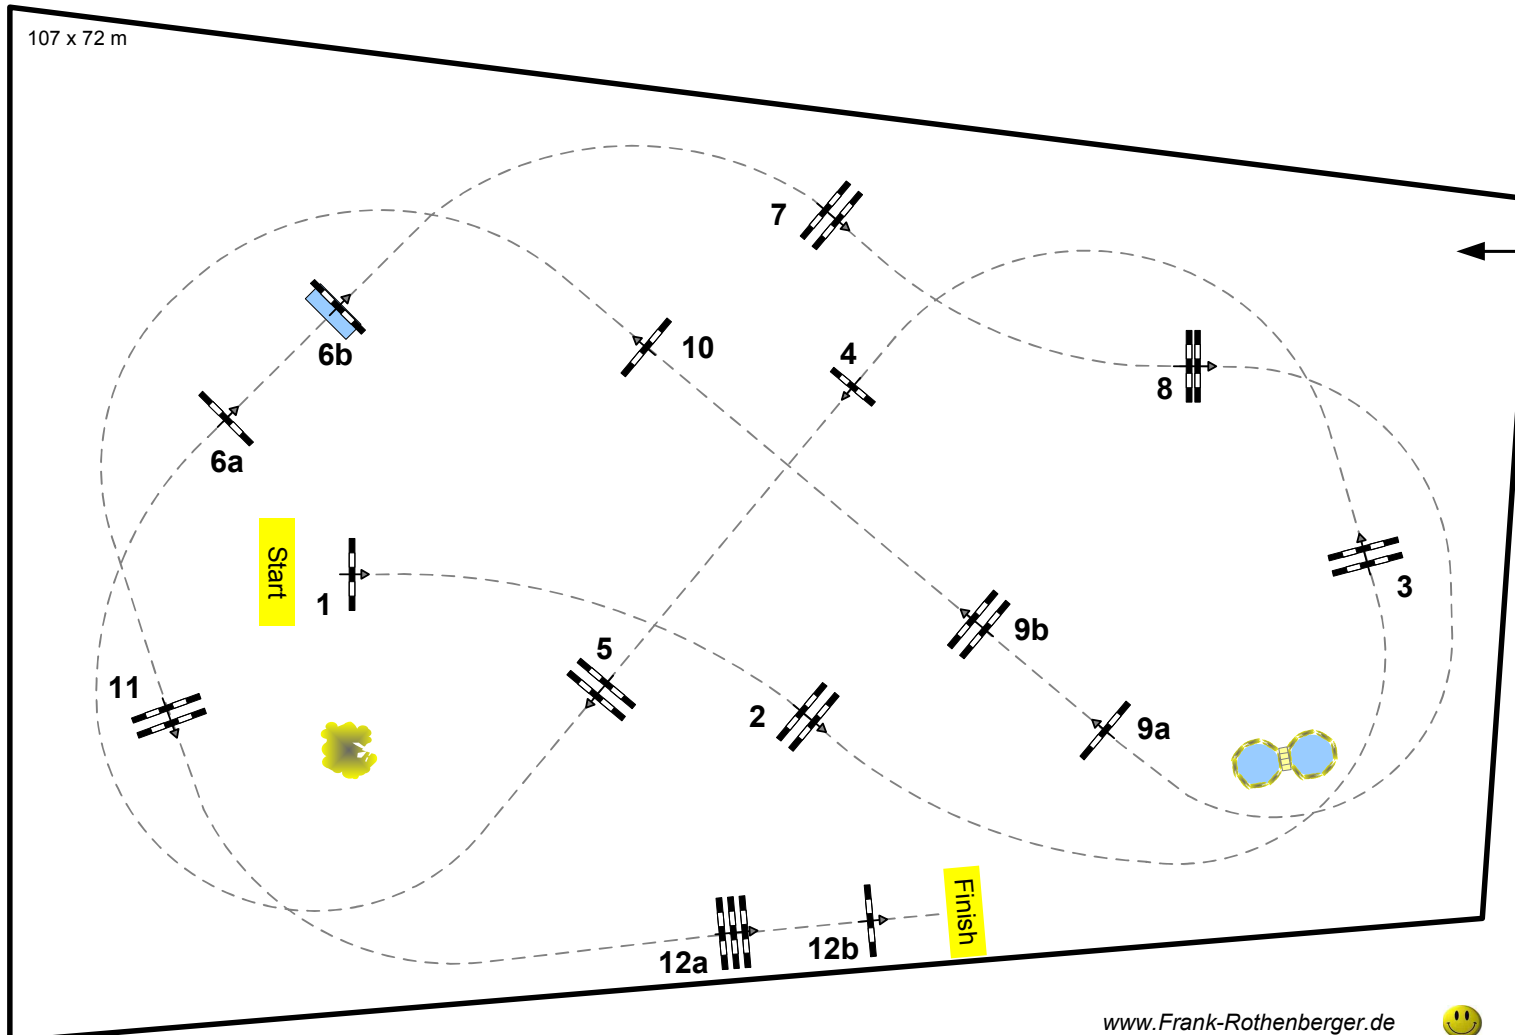 107 x 72 m
7
10
4
8
6b
6a
Start
1
3
9b
5
11
2
9a
Finish
12a
12b
www.Frank-Rothenberger.de